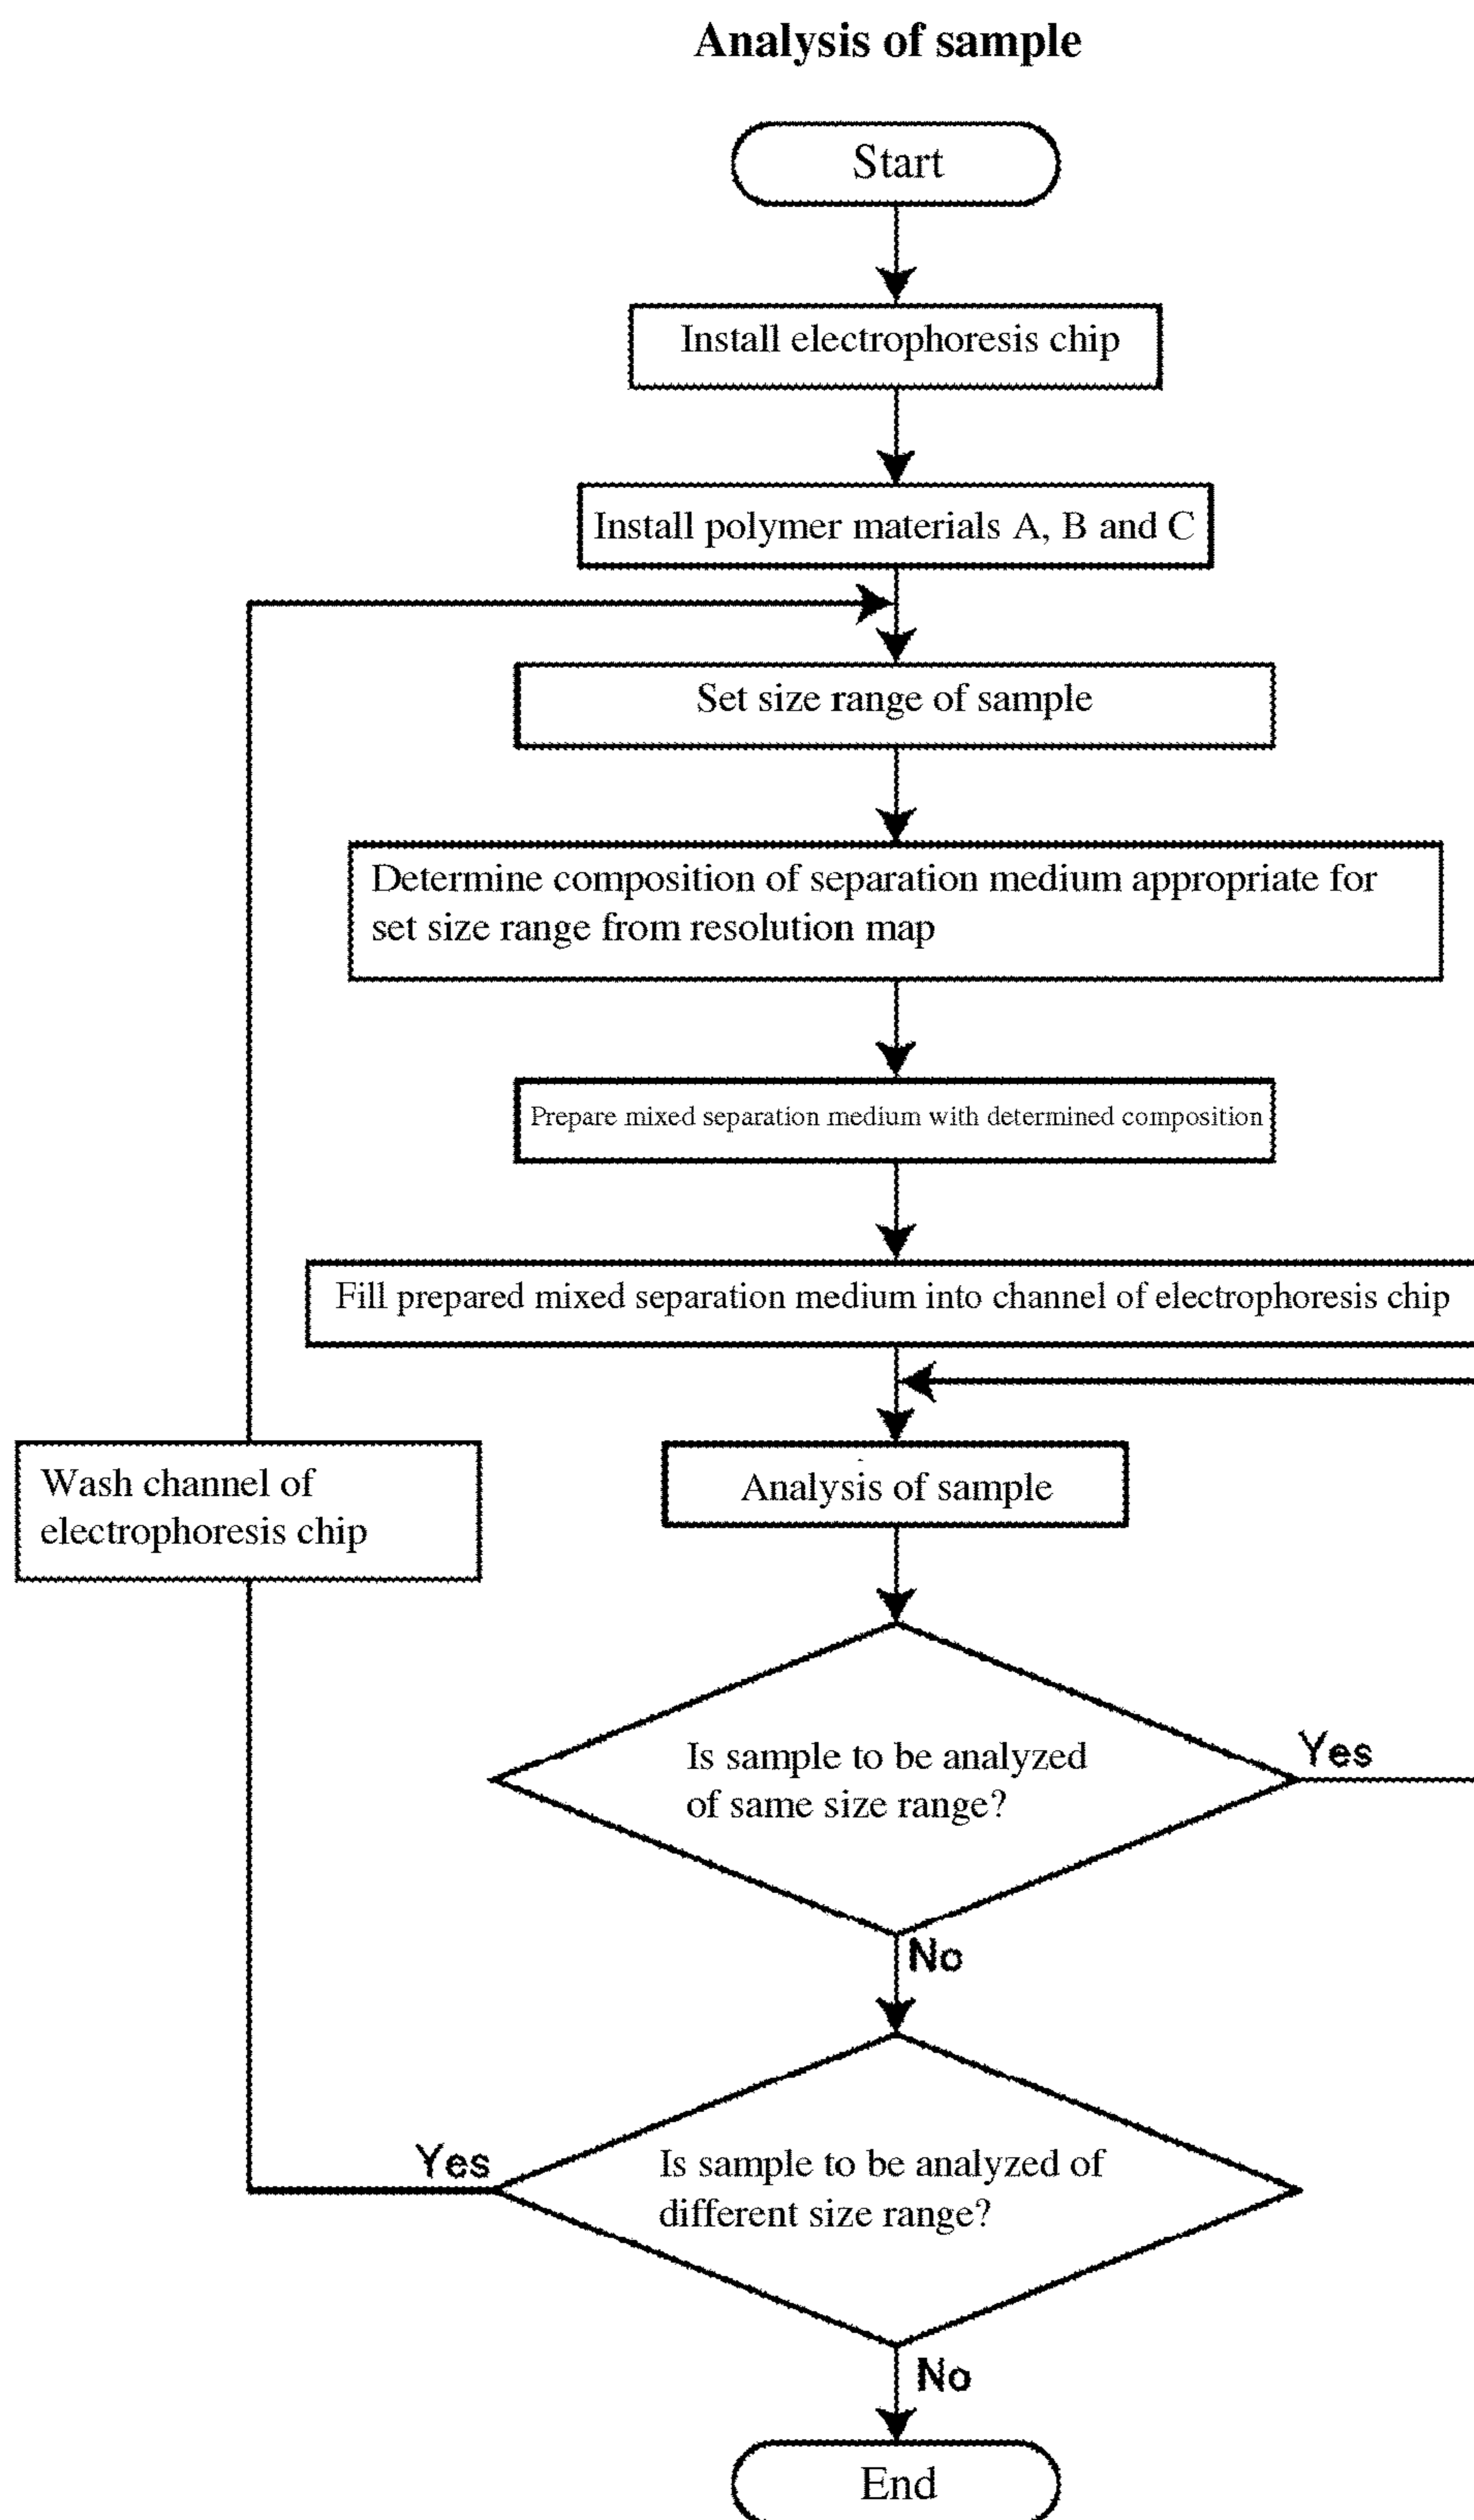 Analysis of sample
Start
Install electrophoresis chip
Install polymer materials A, B and C
Set size range of sample
Determine composition of separation medium appropriate for
set size range from resolution map
Prepare mixed separation medium with determined composition
Fill prepared mixed separation medium into channel of electrophoresis chip
Wash channel of
electrophoresis chip
Analysis of sample
Is sample to be analyzed
of same size range?
Yes
No
Is sample to be analyzed of
different size range?
Yes
No
End